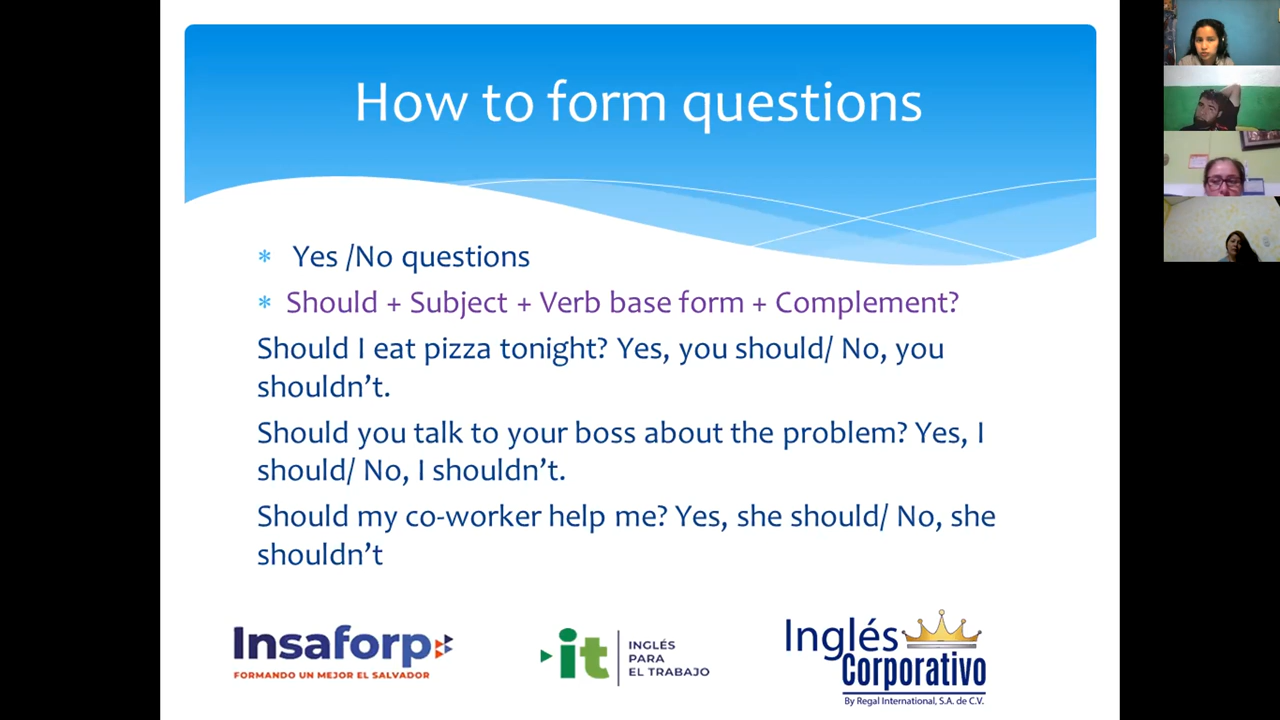 How to form questions
* Yes /No questions
* Should + Subject + Verb base form + Complement?
Should I eat pizza tonight? Yes, you should/ No, you
shouldn’t.
Should you talk to your boss about the problem? Yes, I
should/ No, I shouldn’t.
Should my co-worker help me? Yes, she should/ No, she
shouldn’t
Insaforp
FORMANDO UN MEJOR EL SALVADOR
it
INGLÉS
PARA
EL TRABAJO
Inglés
Corporativo
By Regal International, S.A. de C.V.